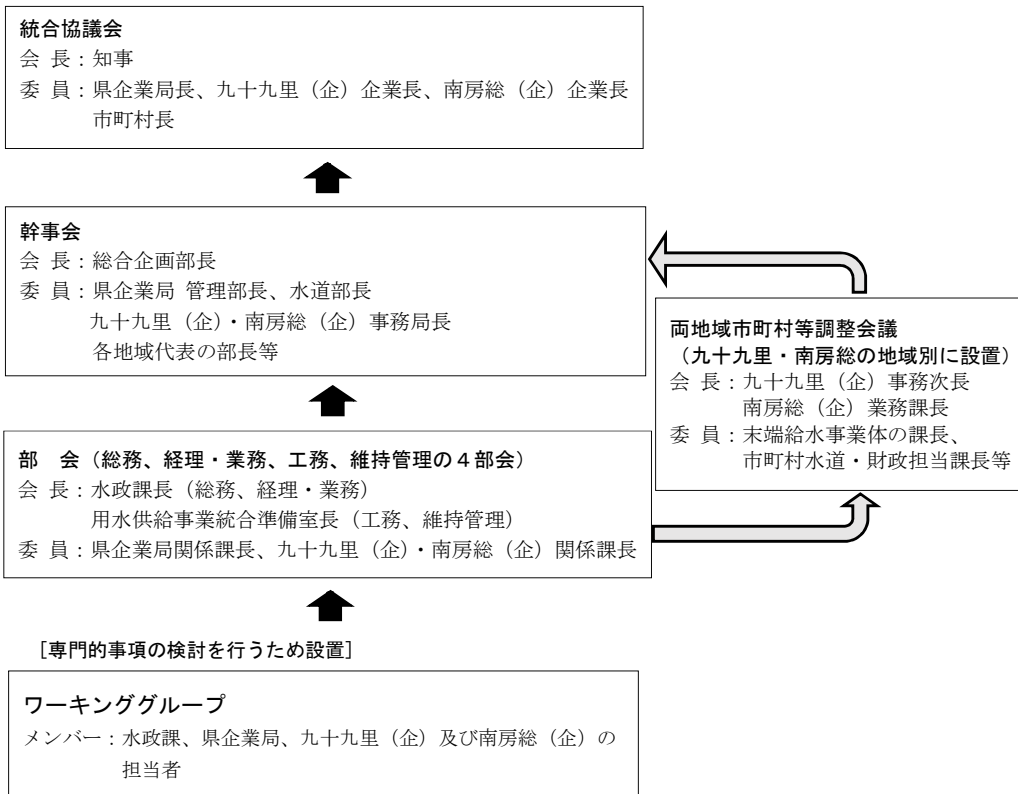 統合協議会
会 長：知事
委 員：県企業局長、九十九里（企）企業長、南房総（企）企業長
市町村長
幹事会
会 長：総合企画部長
委 員：県企業局 管理部長、水道部長
九十九里（企）・南房総（企）事務局長
各地域代表の部長等
両地域市町村等調整会議
（九十九里・南房総の地域別に設置）
会 長：九十九里（企）事務次長
南房総（企）業務課長
委 員：末端給水事業体の課長、
市町村水道・財政担当課長等
部　会（総務、経理・業務、工務、維持管理の４部会）
会 長：水政課長（総務、経理・業務）
用水供給事業統合準備室長（工務、維持管理）
委 員：県企業局関係課長、九十九里（企）・南房総（企）関係課長
［専門的事項の検討を行うため設置］
ワーキンググループ
メンバー：水政課、県企業局、九十九里（企）及び南房総（企）の
担当者